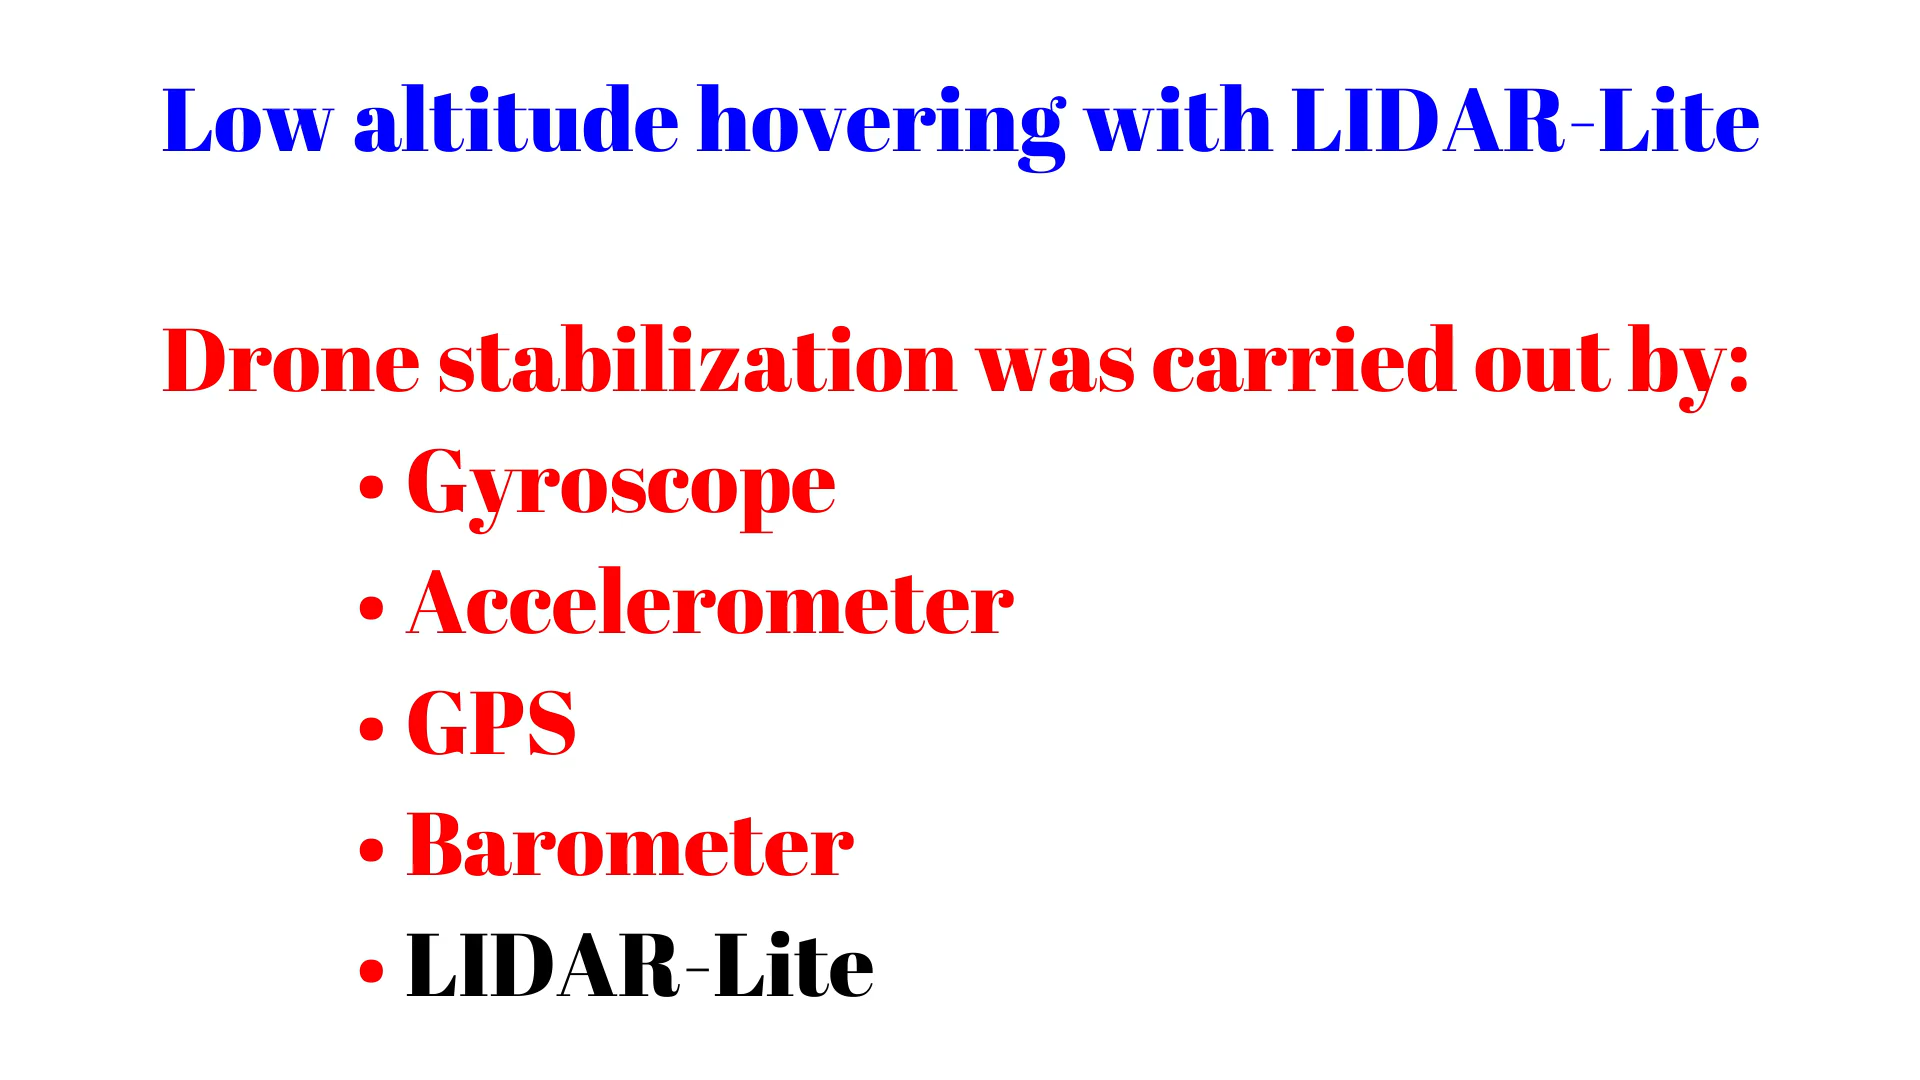 Low altitude hovering with LIDAR-Lite
Drone stabilization was carried out by:
• Gyroscope
• Accelerometer
• GPS
• Barometer
• LIDAR-Lite